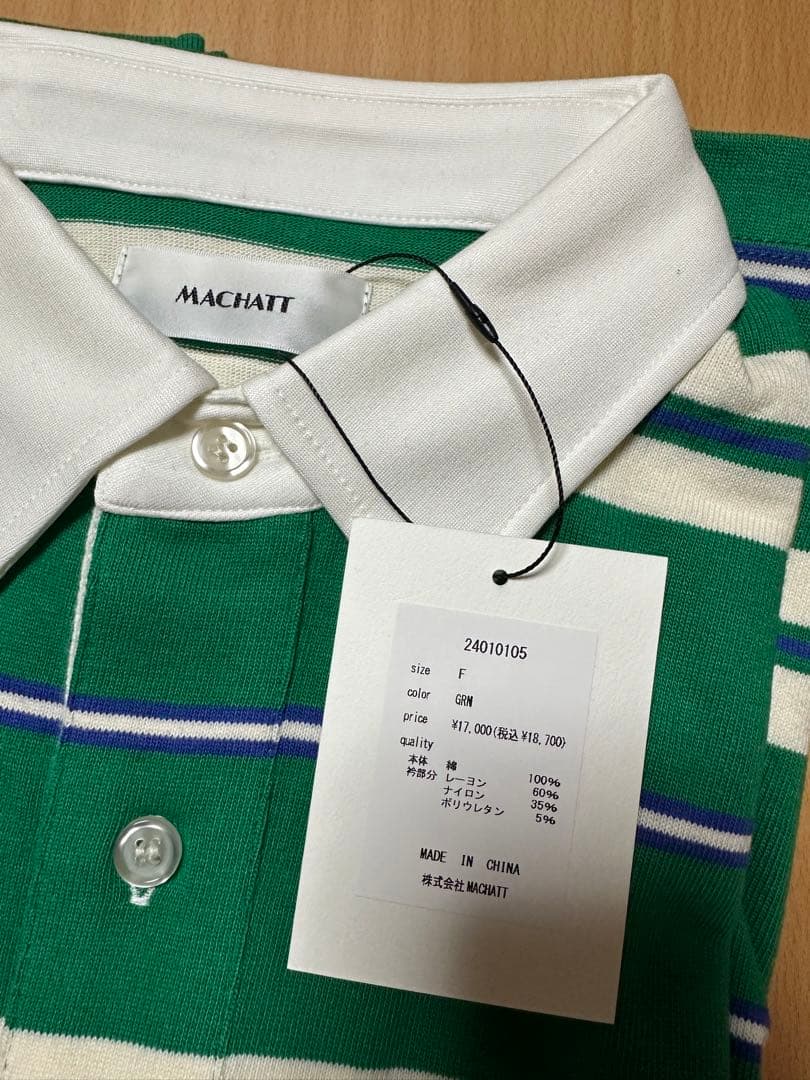 MACHATT
24010105
size F
color GRN
price ¥17,000(税込¥18,700)
quality
本体 綿 100%
衿部分 レーヨン 60%
ナイロン 35%
ポリウレタン 5%
MADE IN CHINA
株式会社MACHATT